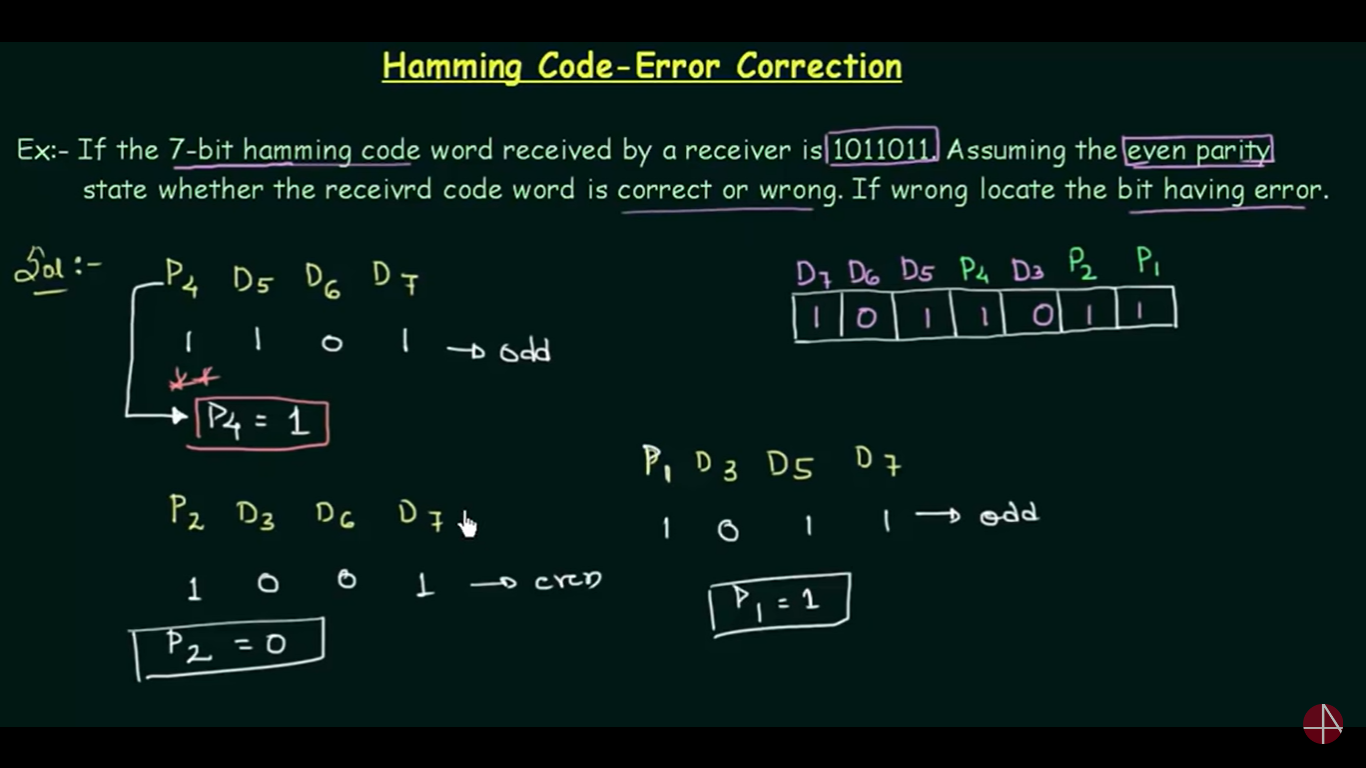 Hamming Code-Error Correction
Ex:- If the 7-bit hamming code word received by a receiver is 1011011. Assuming the even parity
state whether the receivrd code word is correct or wrong. If wrong locate the bit having error.
Sol :-
P4 D5 D6 D7
1 1 0 1 → odd
**
P4 = 1
D7 D6 D5 P4 D3 P2 P1
1 0 1 1 0 1 1
P2 D3 D6 D7
1 0 0 1 → even
P2 = 0
P1 D3 D5 D7
1 0 1 1 → odd
P1 = 1